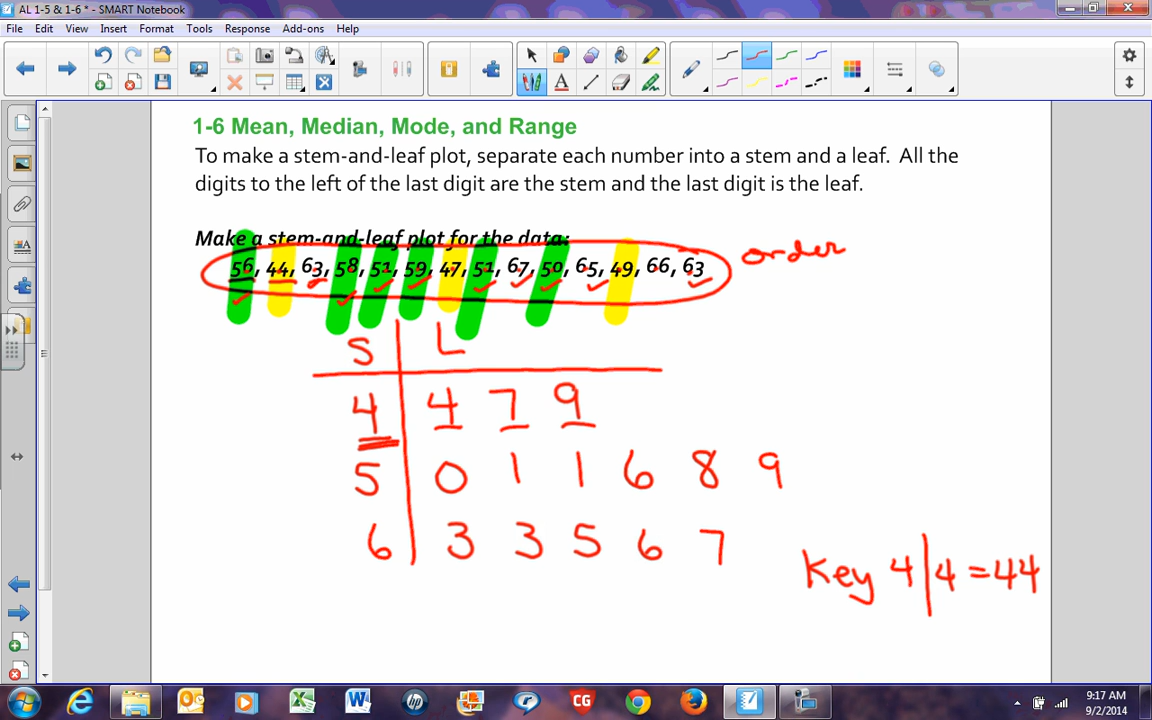 AL 1-5 & 1-6 * - SMART Notebook
File Edit View Insert Format Tools Response Add-ons Help
1-6 Mean, Median, Mode, and Range
To make a stem-and-leaf plot, separate each number into a stem and a leaf. All the
digits to the left of the last digit are the stem and the last digit is the leaf.
Make a stem-and-leaf plot for the data:
56, 44, 63, 58, 51, 59, 47, 51, 67, 50, 65, 49, 66, 63 order
S | L
4 | 4 7 9
5 | 0 1 1 6 8 9
6 | 3 3 5 6 7
Key 4|4 = 44
9:17 AM
9/2/2014